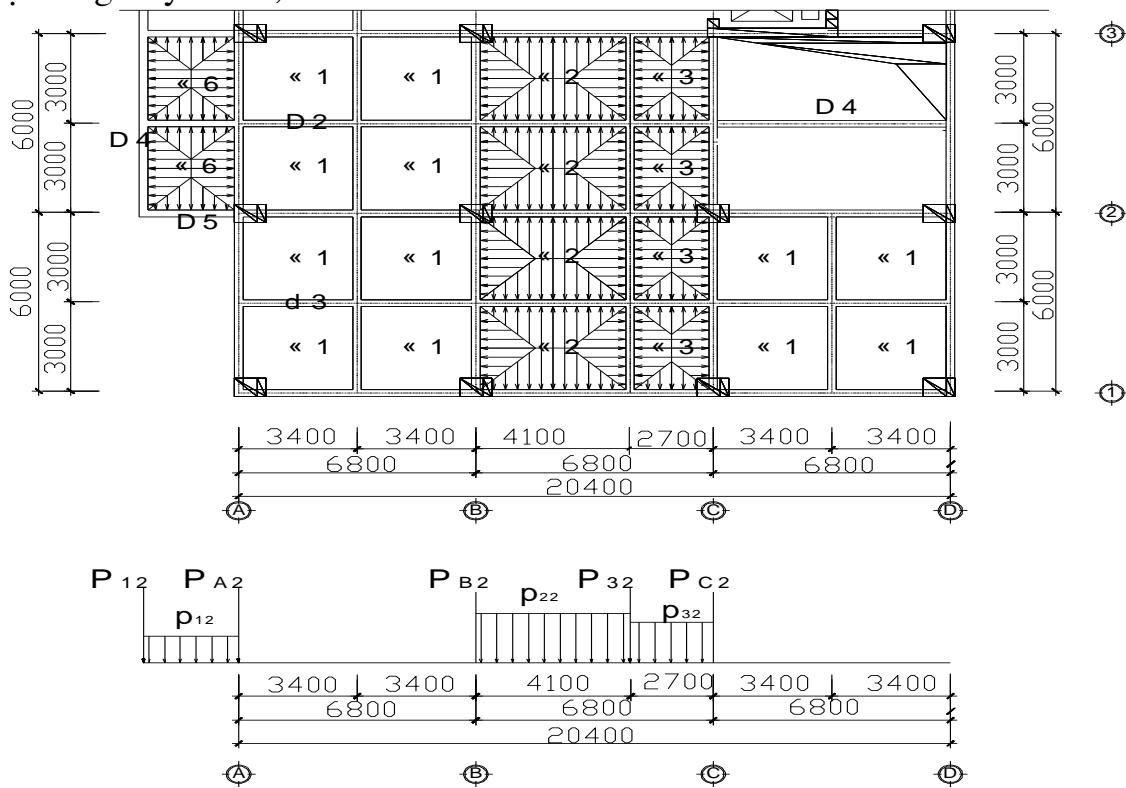 3
« 6 « 1 « 1 « 2 « 3
D 4
D 2
D 4
« 6 « 1 « 1 « 2 « 3
D 5
2
« 1 « 1 « 2 « 3 « 1 « 1
d 3
« 1 « 1 « 2 « 3 « 1 « 1
1
6000 3000 3000 3000 3000 6000
6000 3000 3000 3000 3000 6000
3400 3400 4100 2700 3400 3400
6800 6800 6800
20400
A B C D
P 12 P A2 P B2 P 32 P C2
p 12 p 22 p 32
3400 3400 4100 2700 3400 3400
6800 6800 6800
20400
A B C D